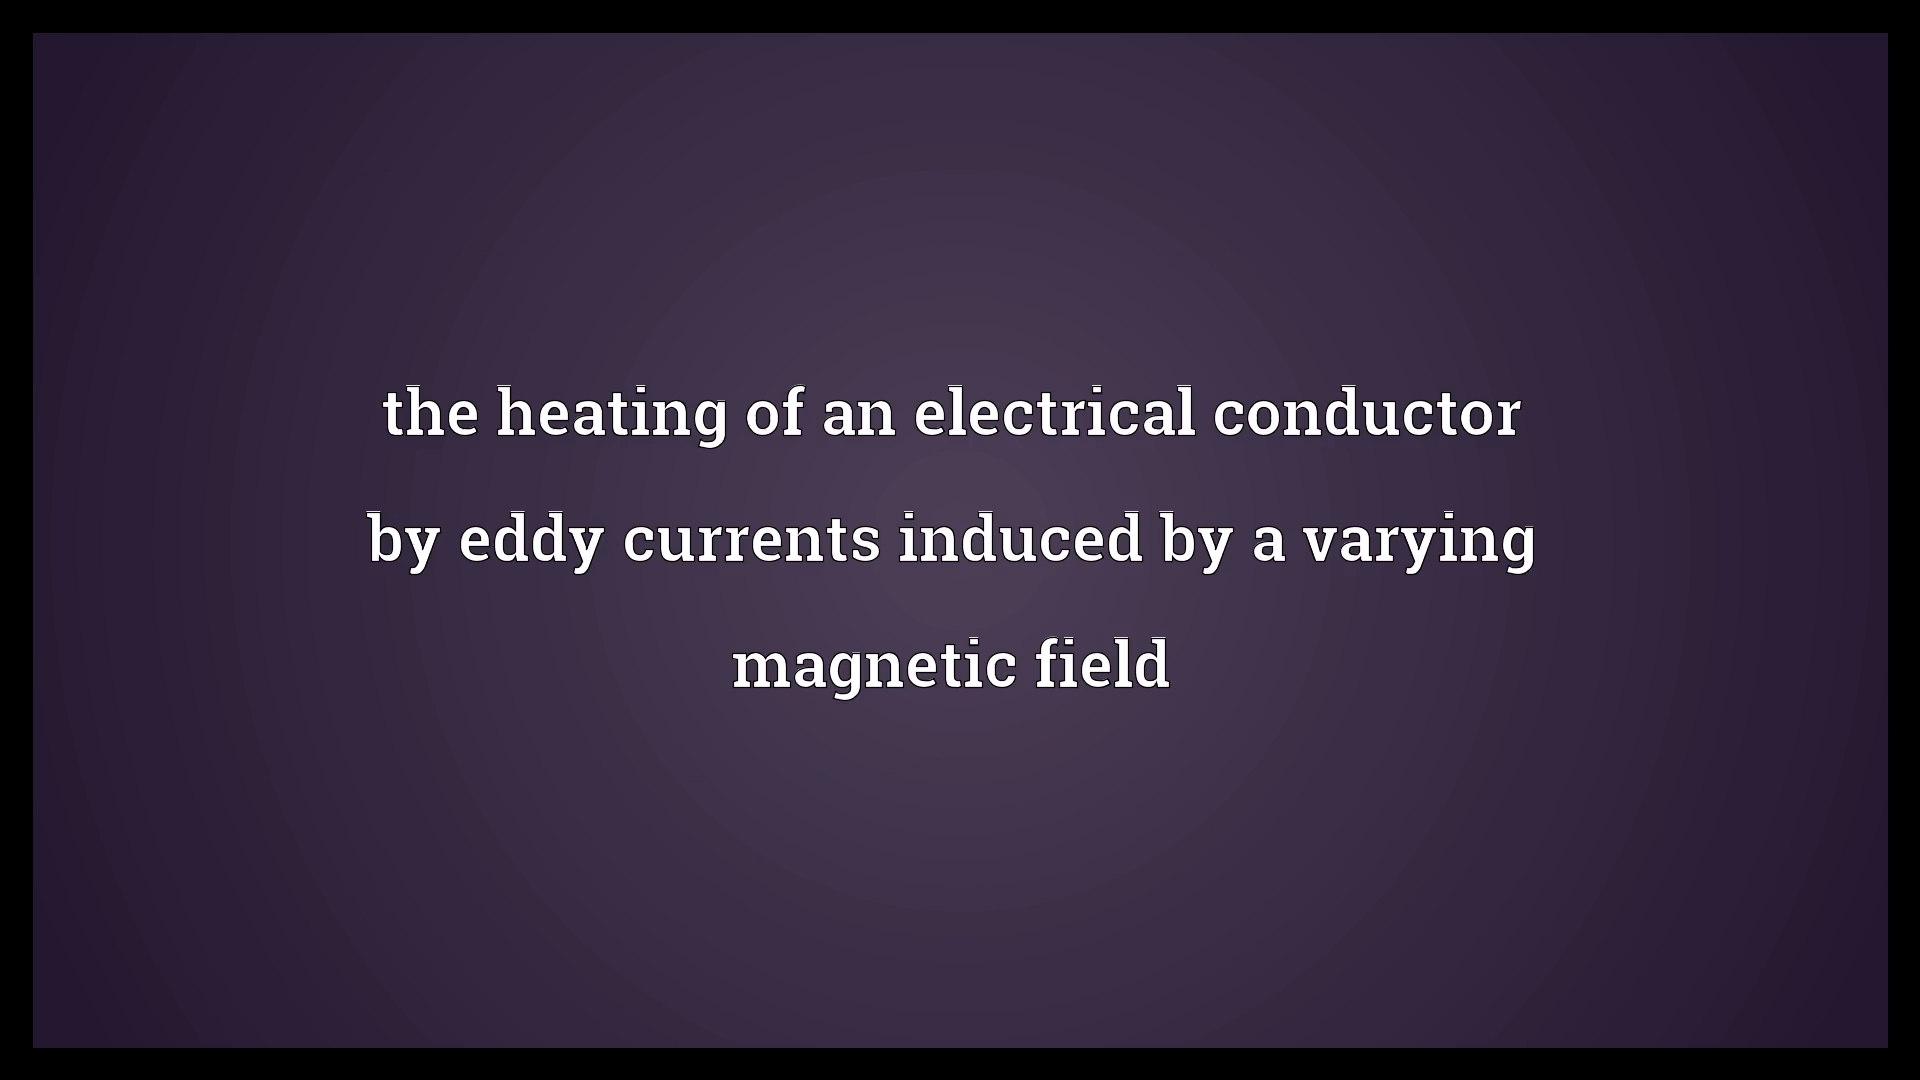 the heating of an electrical conductor
by eddy currents induced by a varying
magnetic field